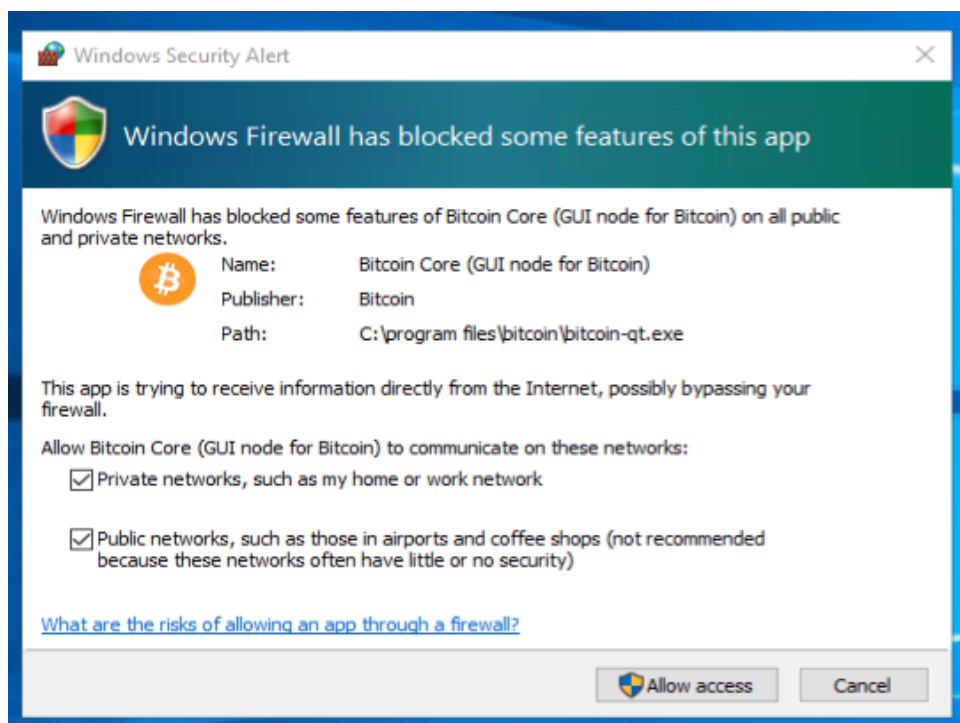 Windows Security Alert
Windows Firewall has blocked some features of this app
Windows Firewall has blocked some features of Bitcoin Core (GUI node for Bitcoin) on all public
and private networks.
Name: Bitcoin Core (GUI node for Bitcoin)
Publisher: Bitcoin
Path: C:\program files\bitcoin\bitcoin-qt.exe
This app is trying to receive information directly from the Internet, possibly bypassing your
firewall.
Allow Bitcoin Core (GUI node for Bitcoin) to communicate on these networks:
Private networks, such as my home or work network
Public networks, such as those in airports and coffee shops (not recommended
because these networks often have little or no security)
What are the risks of allowing an app through a firewall?
Allow access Cancel